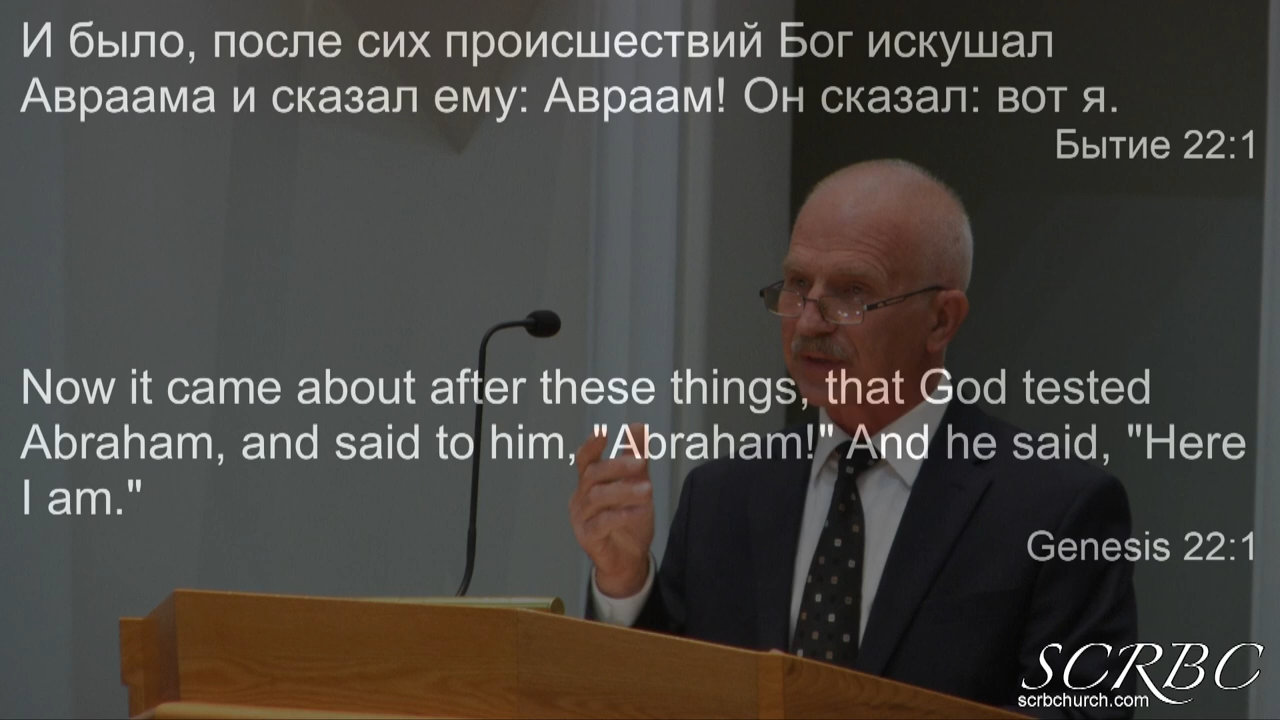 И было, после сих происшествий Бог искушал
Авраама и сказал ему: Авраам! Он сказал: вот я.
Бытие 22:1
Now it came about after these things, that God tested
Abraham, and said to him, "Abraham!" And he said, "Here
I am."
Genesis 22:1
SCRBC
scrbchurch.com